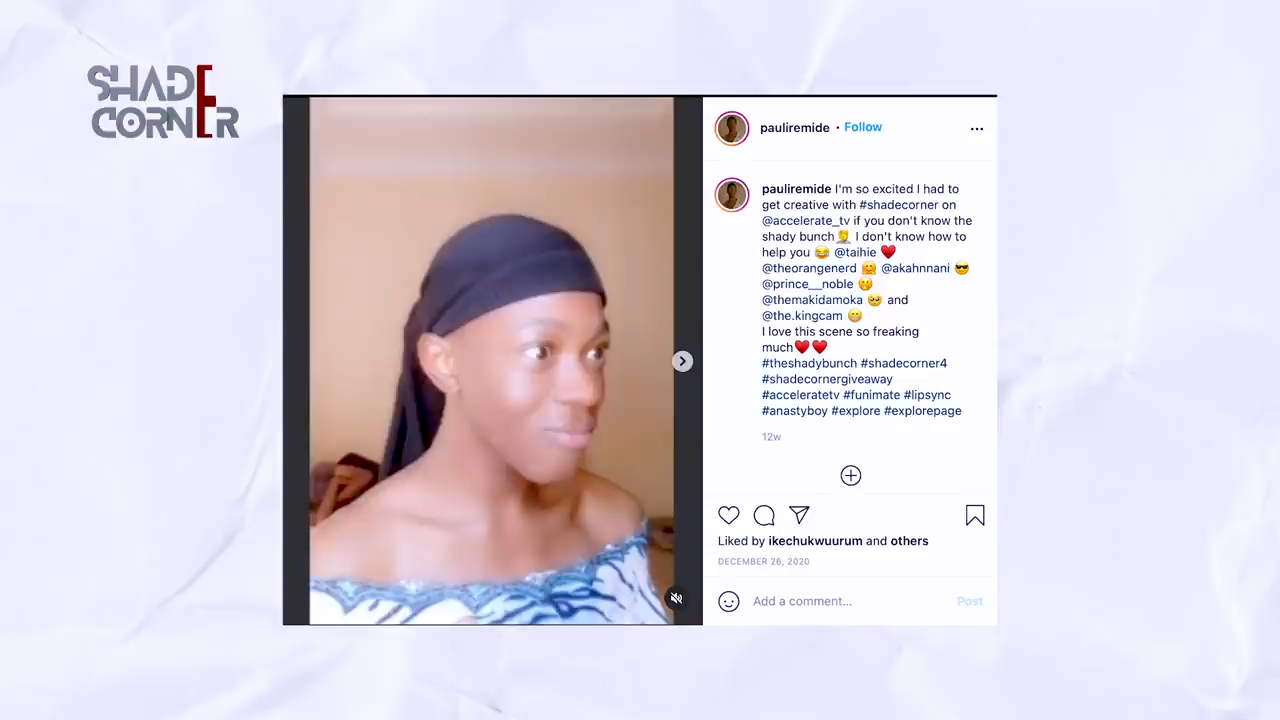 SHADE
CORNER
pauliremide • Follow
pauliremide I'm so excited I had to
get creative with #shadecorner on
@accelerate_tv if you don't know the
shady bunch🤦 I don't know how to
help you 😂 @taihie ♥️
@theorangenerd 🤗 @akahnnani 😎
@prince__noble 🤫
@themakidamoka 🥺 and
@the.kingcam 😁
I love this scene so freaking
much♥️♥️
#theshadybunch #shadecorner4
#shadecornergiveaway
#acceleratetv #funimate #lipsync
#anastyboy #explore #explorepage
12w
Liked by ikechukwuurum and others
DECEMBER 26, 2020
Add a comment...
Post